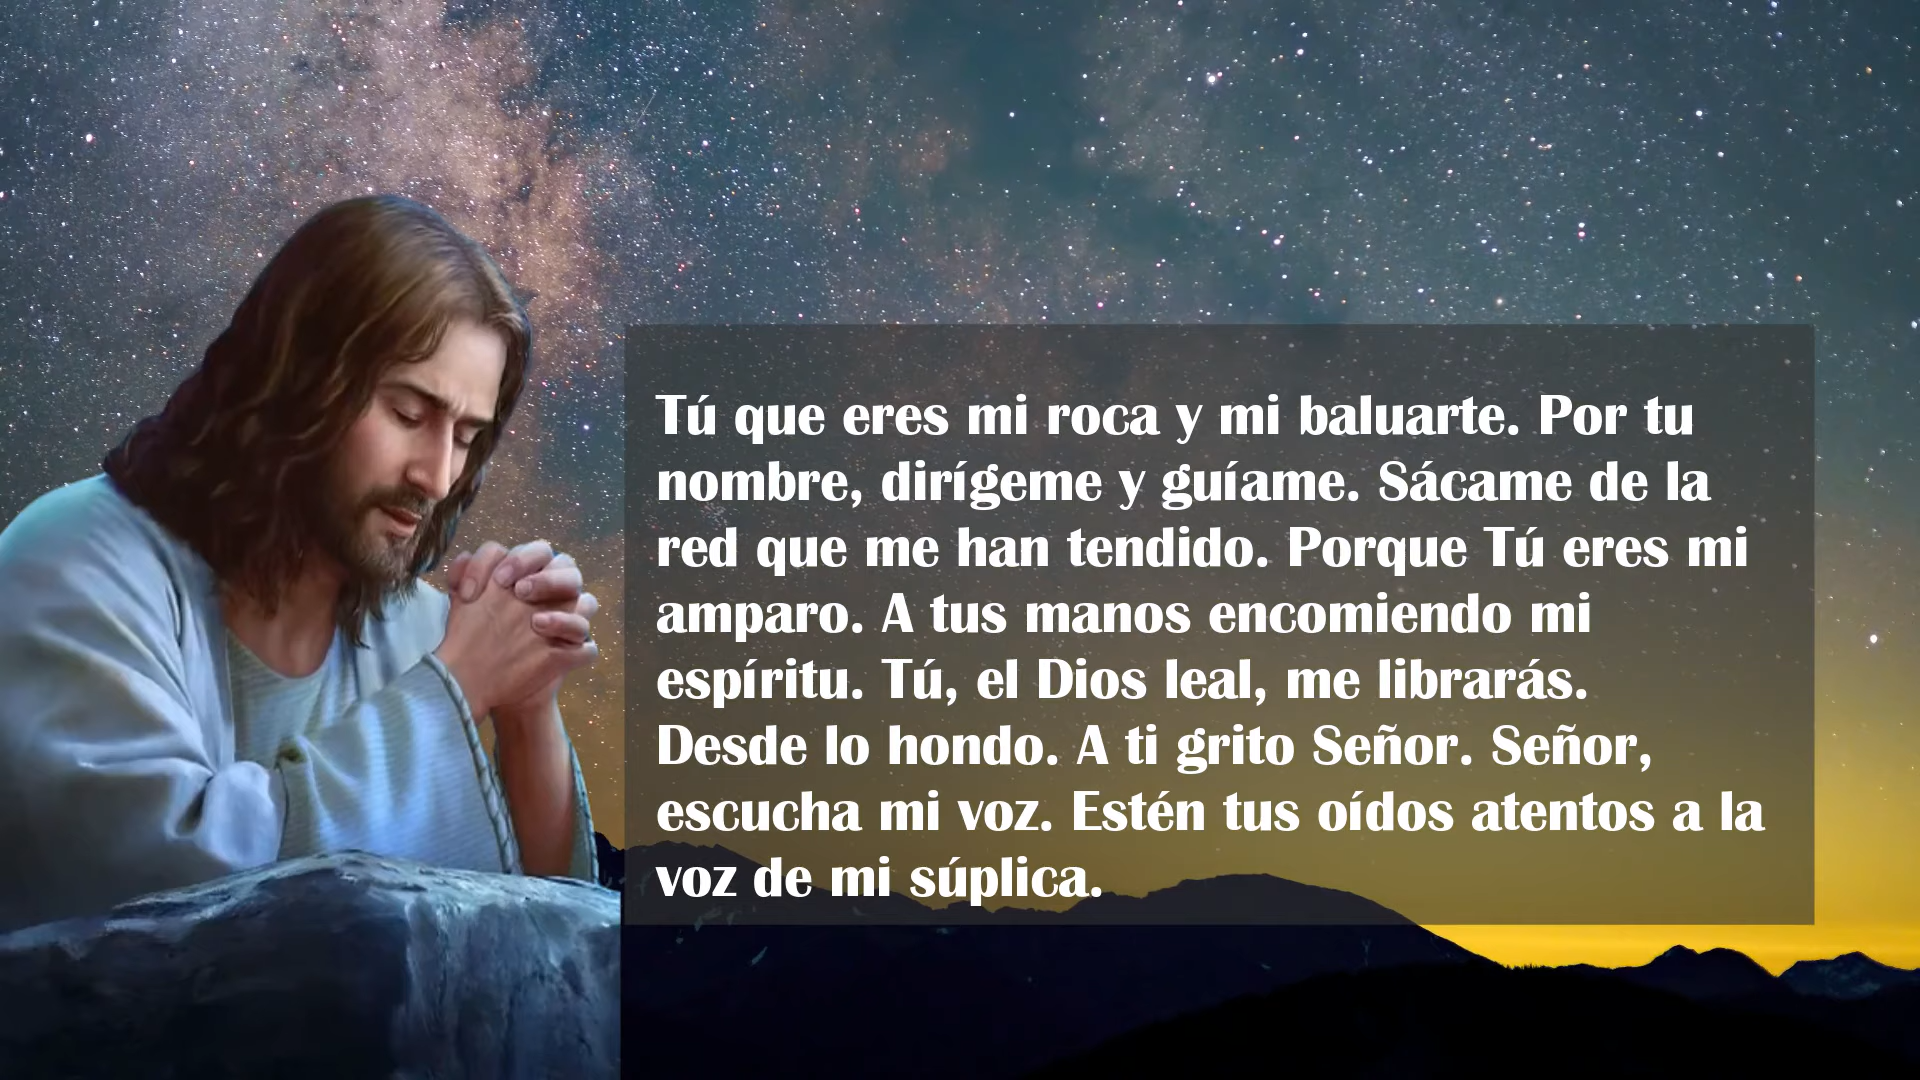 Tú que eres mi roca y mi baluarte. Por tu
nombre, dirígeme y guíame. Sácame de la
red que me han tendido. Porque Tú eres mi
amparo. A tus manos encomiendo mi
espíritu. Tú, el Dios leal, me librarás.
Desde lo hondo. A ti grito Señor. Señor,
escucha mi voz. Estén tus oídos atentos a la
voz de mi súplica.